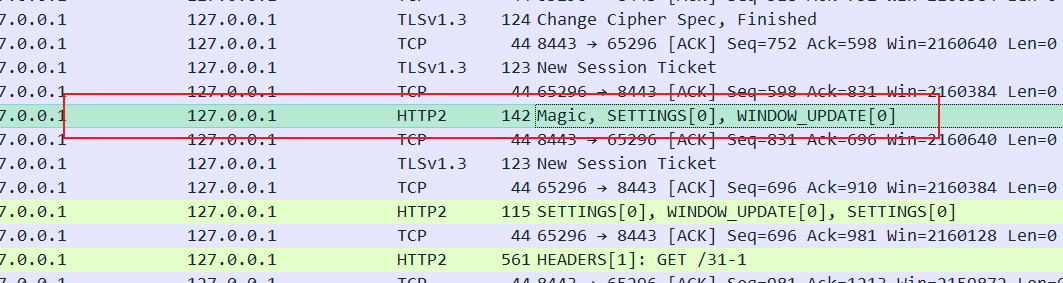 7.0.0.1 127.0.0.1 TLSv1.3 124 Change Cipher Spec, Finished
7.0.0.1 127.0.0.1 TCP 44 8443 → 65296 [ACK] Seq=752 Ack=598 Win=2160640 Len=0
7.0.0.1 127.0.0.1 TLSv1.3 123 New Session Ticket
7.0.0.1 127.0.0.1 TCP 44 65296 → 8443 [ACK] Seq=598 Ack=831 Win=2160384 Len=0
7.0.0.1 127.0.0.1 HTTP2 142 Magic, SETTINGS[0], WINDOW_UPDATE[0]
7.0.0.1 127.0.0.1 TCP 44 8443 → 65296 [ACK] Seq=831 Ack=696 Win=2160640 Len=0
7.0.0.1 127.0.0.1 TLSv1.3 123 New Session Ticket
7.0.0.1 127.0.0.1 TCP 44 65296 → 8443 [ACK] Seq=696 Ack=910 Win=2160384 Len=0
7.0.0.1 127.0.0.1 HTTP2 115 SETTINGS[0], WINDOW_UPDATE[0], SETTINGS[0]
7.0.0.1 127.0.0.1 TCP 44 65296 → 8443 [ACK] Seq=696 Ack=981 Win=2160128 Len=0
7.0.0.1 127.0.0.1 HTTP2 561 HEADERS[1]: GET /31-1